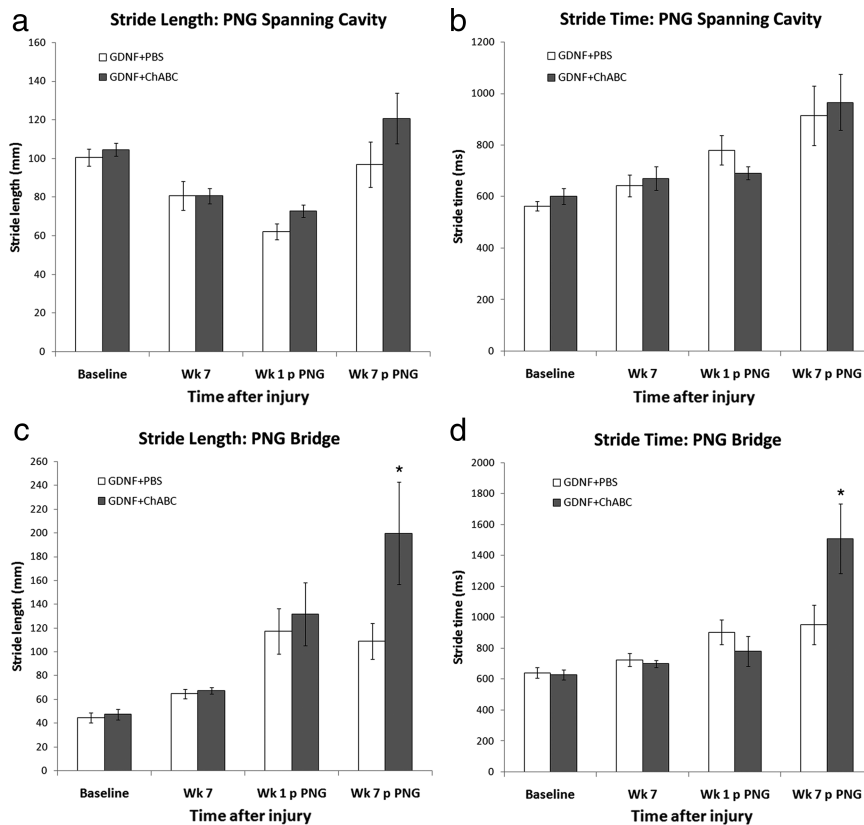 a
Stride Length: PNG Spanning Cavity
GDNF+PBS
GDNF+ChABC
Stride length (mm)
160
140
120
100
80
60
40
20
0
Baseline Wk 7 Wk 1 p PNG Wk 7 p PNG
Time after injury
b
Stride Time: PNG Spanning Cavity
GDNF+PBS
GDNF+ChABC
Stride time (ms)
1200
1000
800
600
400
200
0
Baseline Wk 7 Wk 1 p PNG Wk 7 p PNG
Time after injury
c
Stride Length: PNG Bridge
GDNF+PBS
GDNF+ChABC
*
Stride length (mm)
260
240
220
200
180
160
140
120
100
80
60
40
20
0
Baseline Wk 7 Wk 1 p PNG Wk 7 p PNG
Time after injury
d
Stride Time: PNG Bridge
GDNF+PBS
GDNF+ChABC
*
Stride time (ms)
2000
1800
1600
1400
1200
1000
800
600
400
200
0
Baseline Wk 7 Wk 1 p PNG Wk 7 p PNG
Time after injury